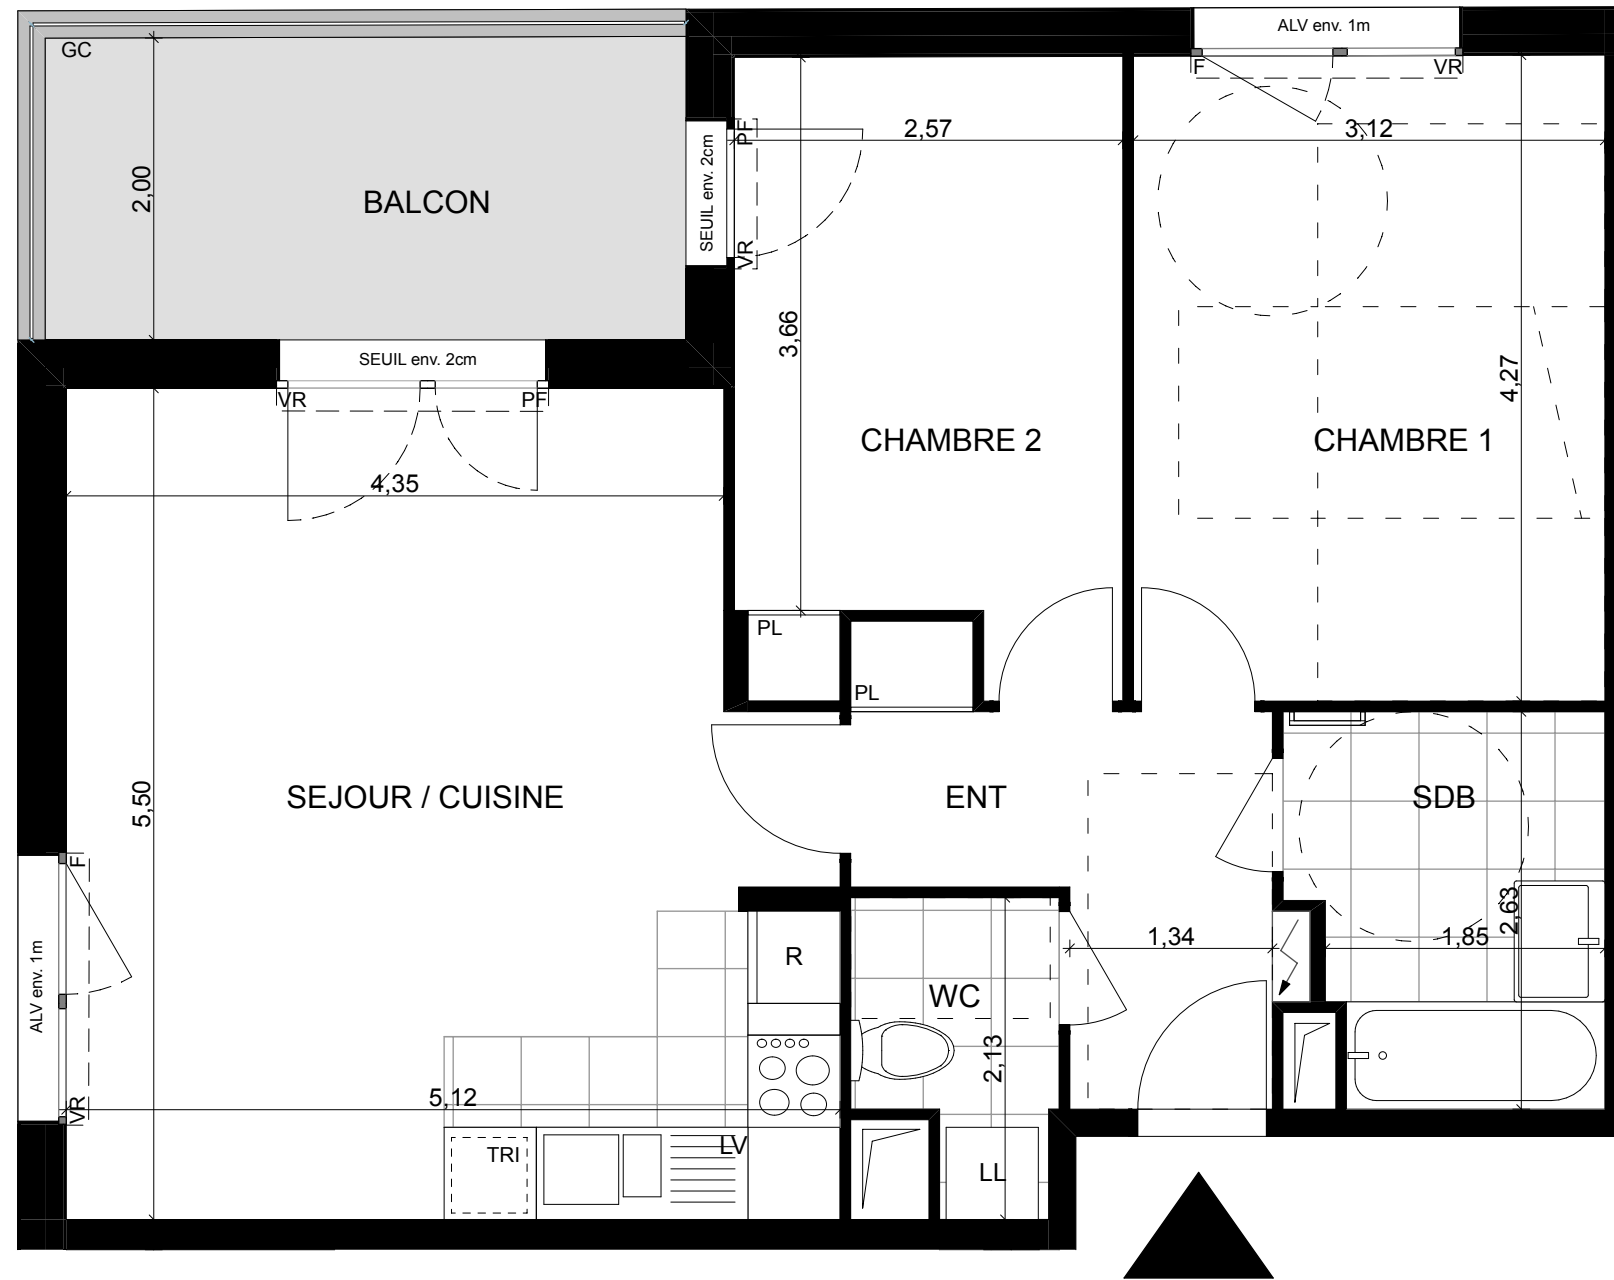 ALV env. 1m
GC
F
VR
2,57
3,12
PF
SEUIL env. 2cm
VR
2,00
BALCON
3,66
SEUIL env. 2cm
4,27
VR
PF
CHAMBRE 2
CHAMBRE 1
4,35
PL
PL
5,50
SEJOUR / CUISINE
ENT
SDB
F
2,63
1,34
1,85
ALV env. 1m
R
WC
2,13
5,12
VR
TRI
LV
LL